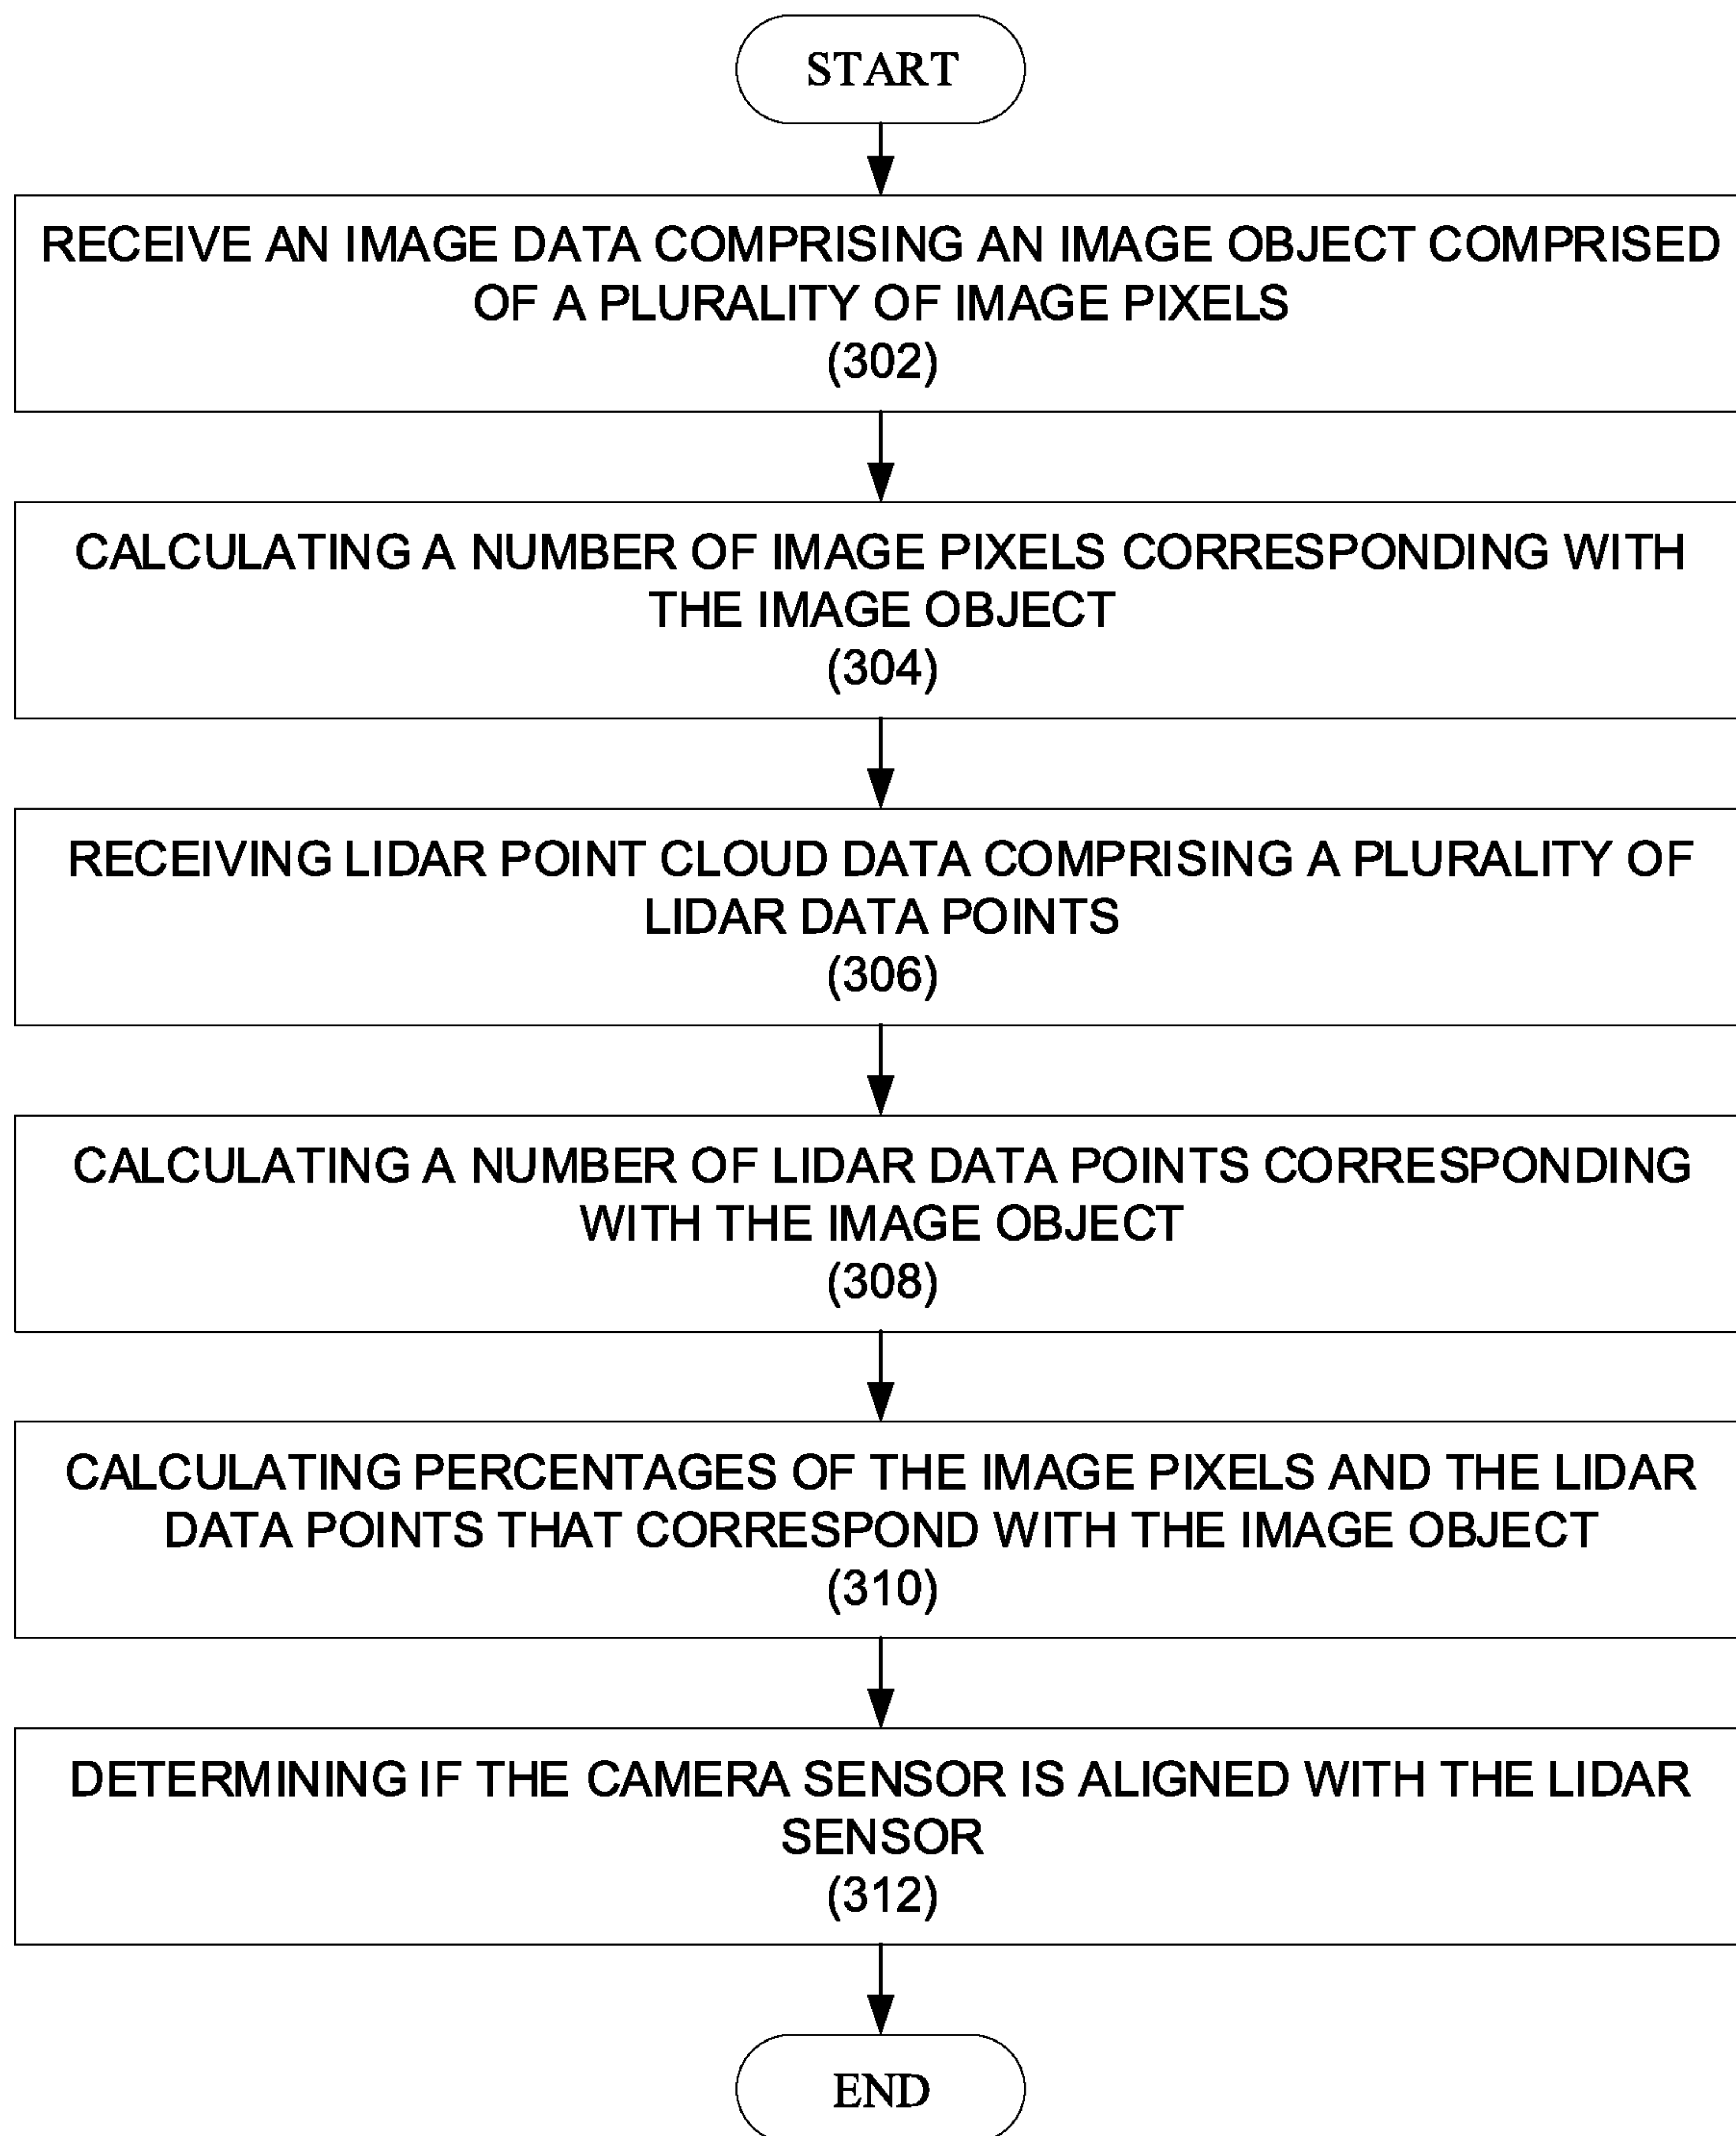 START
RECEIVE AN IMAGE DATA COMPRISING AN IMAGE OBJECT COMPRISED
OF A PLURALITY OF IMAGE PIXELS
(302)
CALCULATING A NUMBER OF IMAGE PIXELS CORRESPONDING WITH
THE IMAGE OBJECT
(304)
RECEIVING LIDAR POINT CLOUD DATA COMPRISING A PLURALITY OF
LIDAR DATA POINTS
(306)
CALCULATING A NUMBER OF LIDAR DATA POINTS CORRESPONDING
WITH THE IMAGE OBJECT
(308)
CALCULATING PERCENTAGES OF THE IMAGE PIXELS AND THE LIDAR
DATA POINTS THAT CORRESPOND WITH THE IMAGE OBJECT
(310)
DETERMINING IF THE CAMERA SENSOR IS ALIGNED WITH THE LIDAR
SENSOR
(312)
END